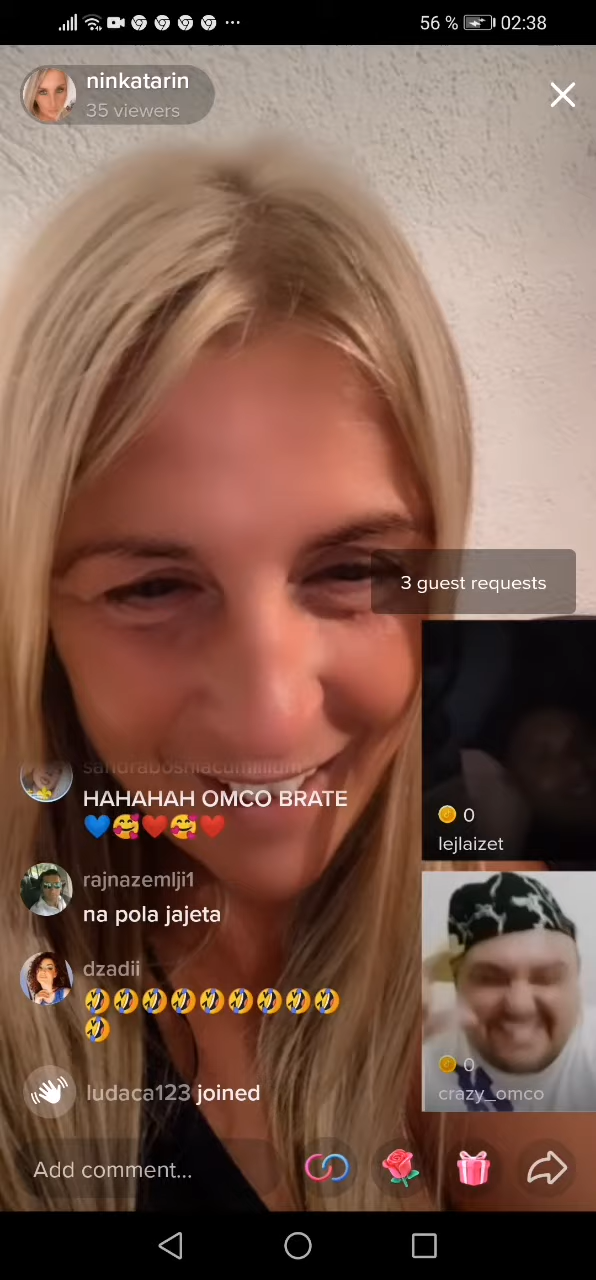 56 % 02:38
ninkatarin
35 viewers
3 guest requests
0
lejlaizet
HAHAHAH OMCO BRATE
💙🥰❤️🥰❤️
rajnazemlji1
na pola jajeta
dzadii
🤣🤣🤣🤣🤣🤣🤣🤣🤣
🤣
0
crazy_omco
ludaca123 joined
Add comment...